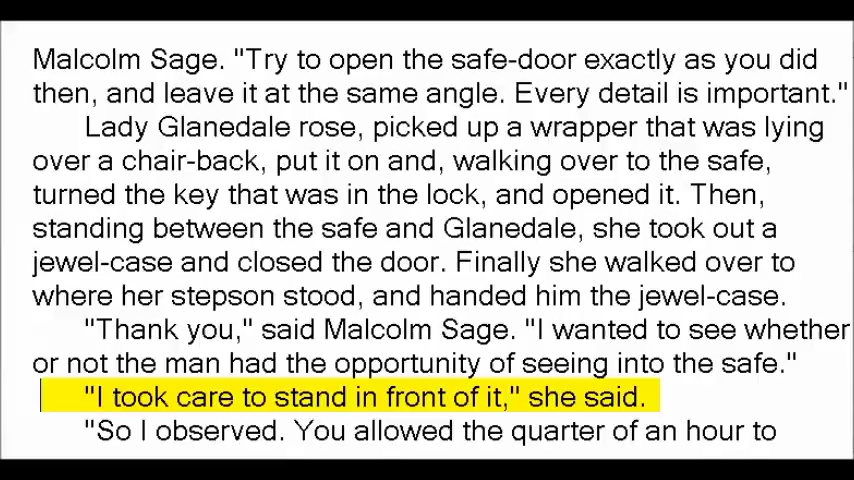 Malcolm Sage. "Try to open the safe-door exactly as you did
then, and leave it at the same angle. Every detail is important."
Lady Glanedale rose, picked up a wrapper that was lying
over a chair-back, put it on and, walking over to the safe,
turned the key that was in the lock, and opened it. Then,
standing between the safe and Glanedale, she took out a
jewel-case and closed the door. Finally she walked over to
where her stepson stood, and handed him the jewel-case.
"Thank you," said Malcolm Sage. "I wanted to see whether
or not the man had the opportunity of seeing into the safe."
"I took care to stand in front of it," she said.
"So I observed. You allowed the quarter of an hour to